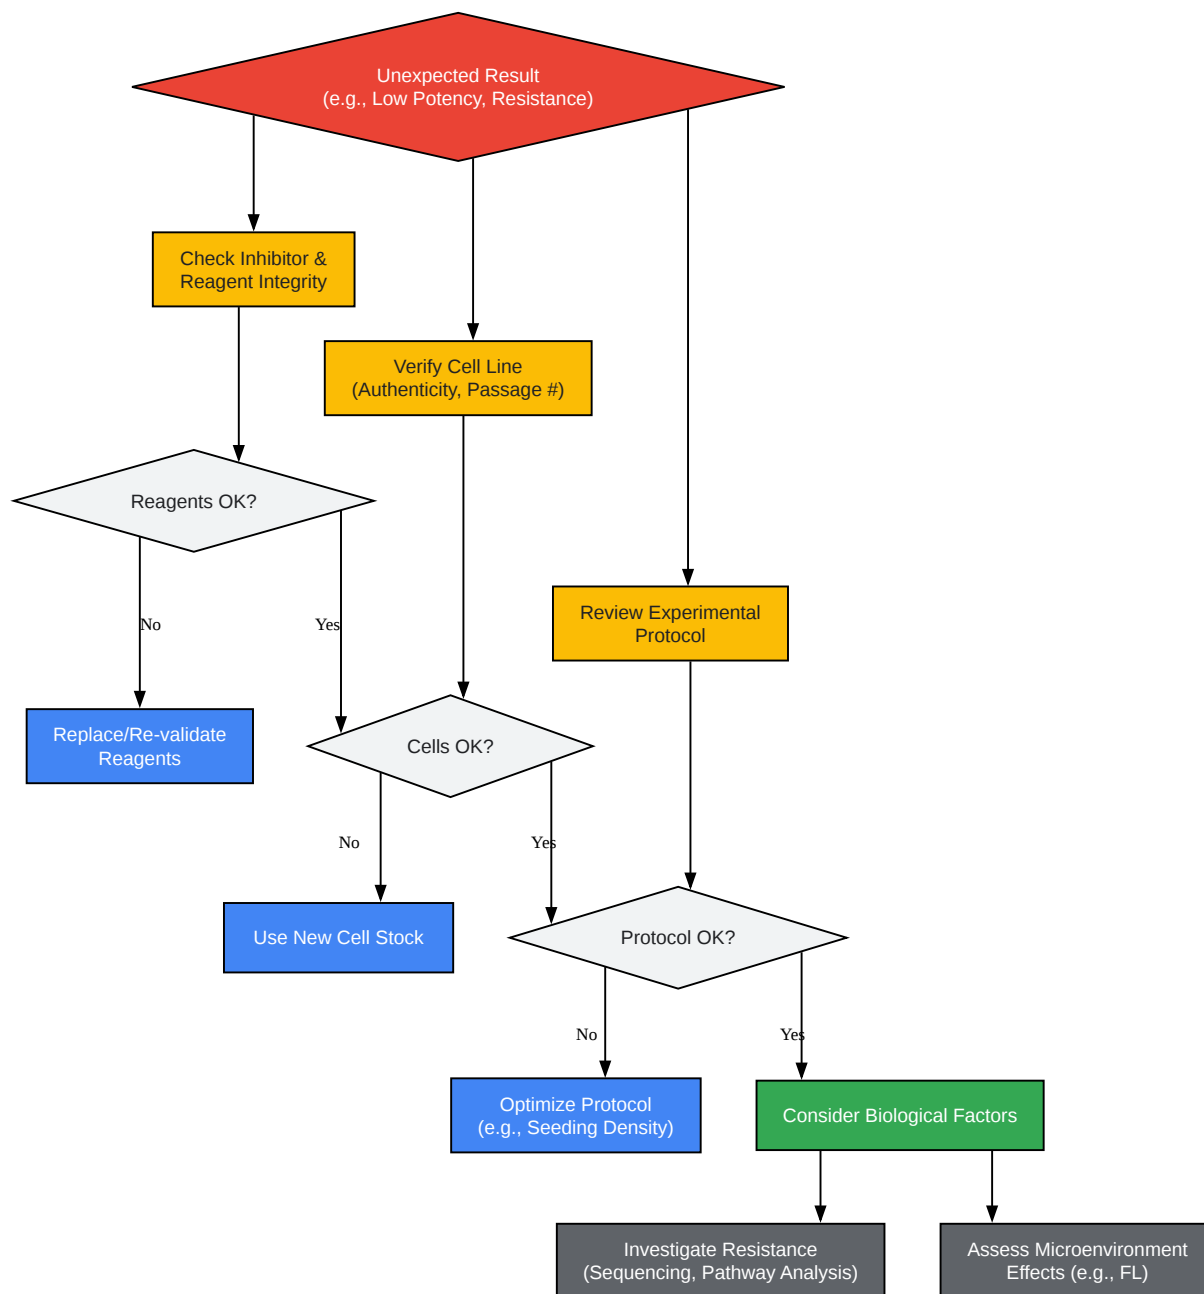 Unexpected Result
(e.g., Low Potency, Resistance)
Check Inhibitor &
Reagent Integrity
Verify Cell Line
(Authenticity, Passage #)
Reagents OK?
No
Yes
Review Experimental
Protocol
Replace/Re-validate
Reagents
Cells OK?
No
Yes
Use New Cell Stock
Protocol OK?
No
Yes
Optimize Protocol
(e.g., Seeding Density)
Consider Biological Factors
Investigate Resistance
(Sequencing, Pathway Analysis)
Assess Microenvironment
Effects (e.g., FL)